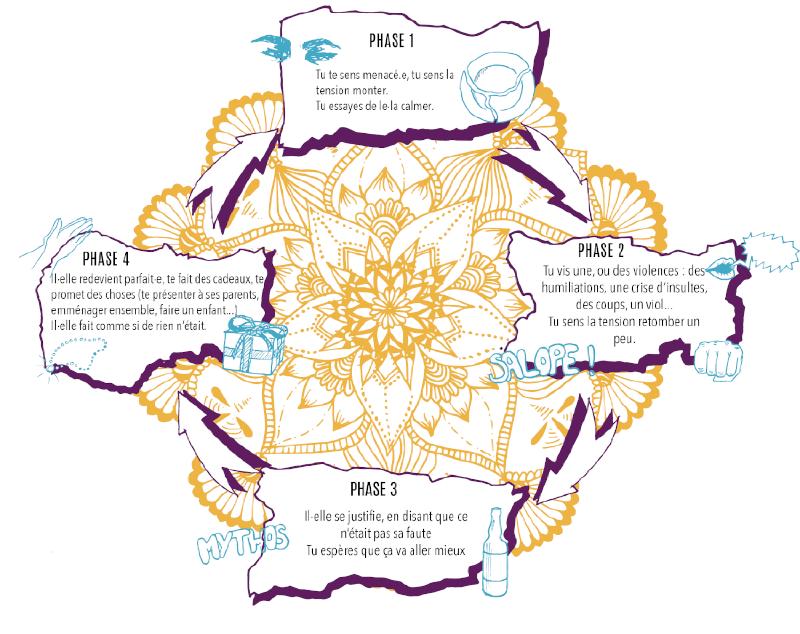 PHASE 1
Tu te sens menacé.e, tu sens la
tension monter.
Tu essayes de le·la calmer.
PHASE 2
Tu vis une, ou des violences : des
humiliations, une crise d'insultes,
des coups, un viol...
Tu sens la tension retomber un
peu.
SALOPE !
PHASE 3
Il-elle se justifie, en disant que ce
n'était pas sa faute
Tu espères que ça va aller mieux
MYTHOS
PHASE 4
Il-elle redevient parfait·e, te fait des cadeaux, te
promet des choses (te présenter à ses parents,
emménager ensemble, faire un enfant...)
Il-elle fait comme si de rien n'était.